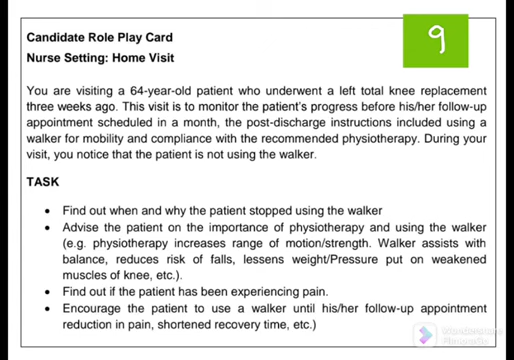 9
Candidate Role Play Card
Nurse Setting: Home Visit
You are visiting a 64-year-old patient who underwent a left total knee replacement
three weeks ago. This visit is to monitor the patient's progress before his/her follow-up
appointment scheduled in a month, the post-discharge instructions included using a
walker for mobility and compliance with the recommended physiotherapy. During your
visit, you notice that the patient is not using the walker.
TASK
• Find out when and why the patient stopped using the walker
• Advise the patient on the importance of physiotherapy and using the walker
(e.g. physiotherapy increases range of motion/strength. Walker assists with
balance, reduces risk of falls, lessens weight/Pressure put on weakened
muscles of knee, etc.).
• Find out if the patient has been experiencing pain.
• Encourage the patient to use a walker until his/her follow-up appointment
reduction in pain, shortened recovery time, etc.)
Wondershare
Filmora